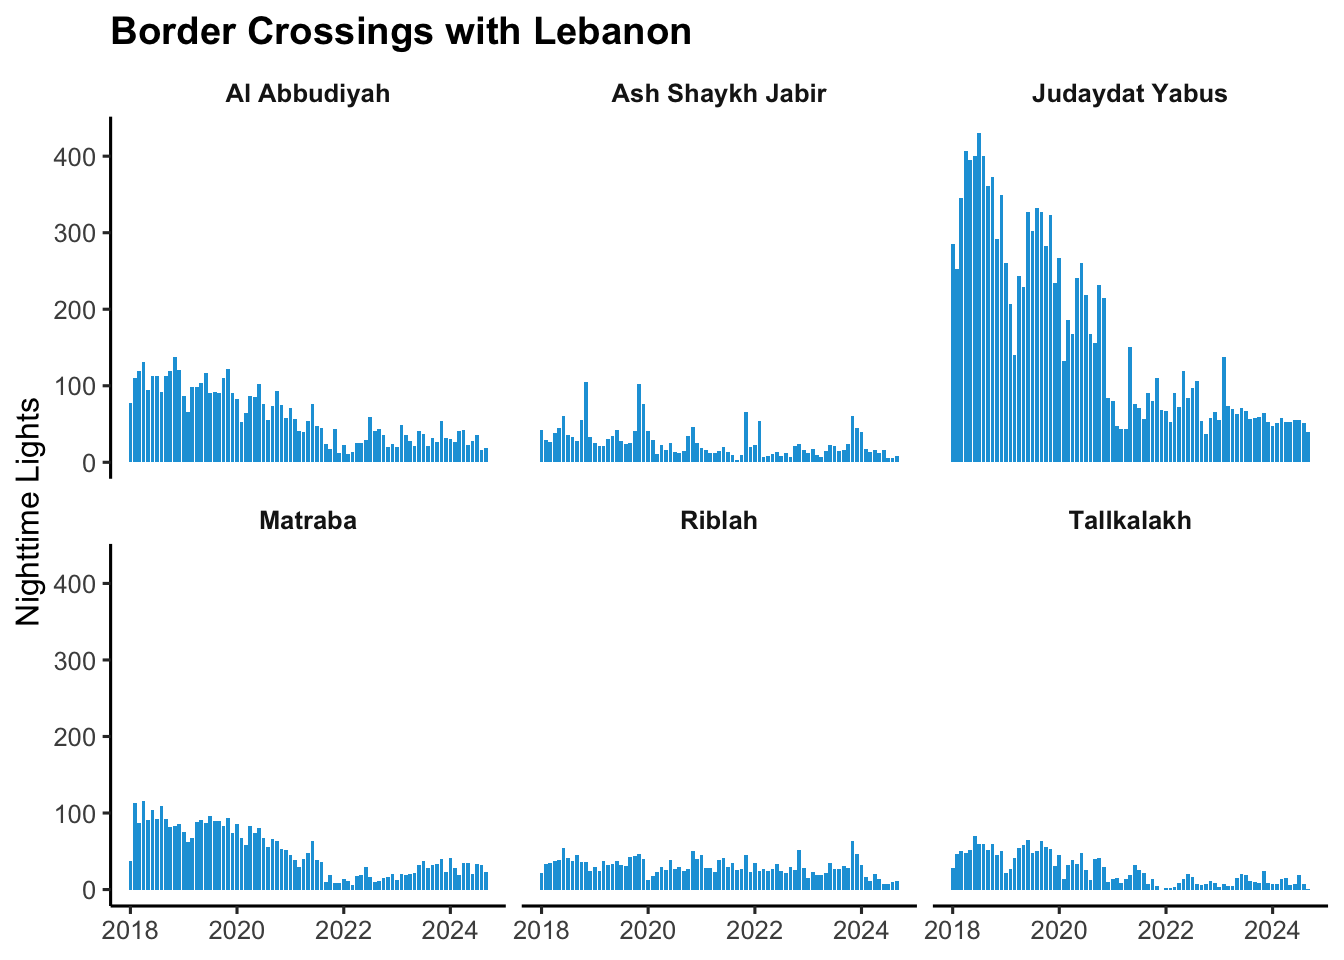 Border Crossings with Lebanon
Al Abbudiyah
Ash Shaykh Jabir
Judaydat Yabus
400
300
200
100
0
Nighttime Lights
Matraba
Riblah
Tallkalakh
400
300
200
100
0
2018 2020 2022 2024
2018 2020 2022 2024
2018 2020 2022 2024